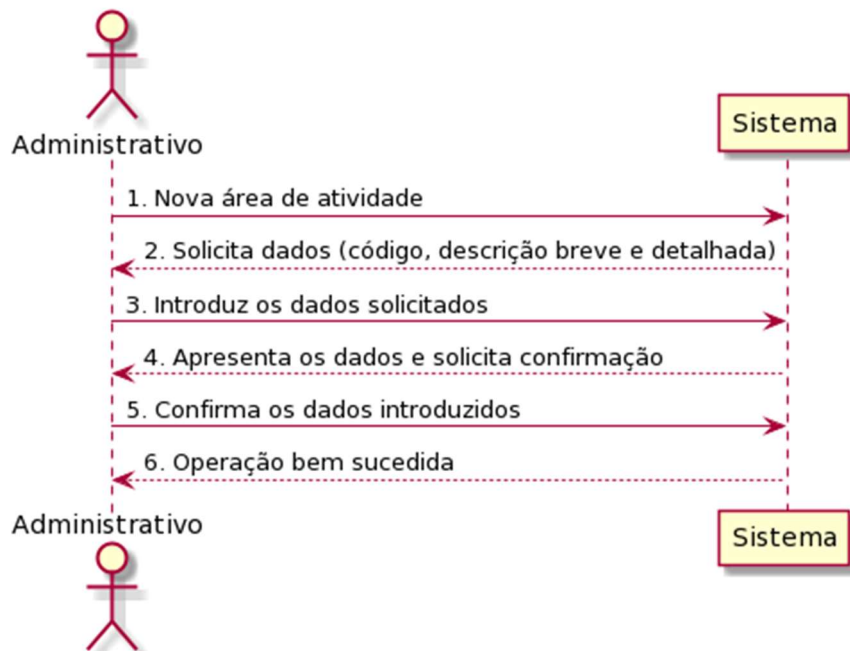 Administrativo
Sistema
1. Nova área de atividade
2. Solicita dados (código, descrição breve e detalhada)
3. Introduz os dados solicitados
4. Apresenta os dados e solicita confirmação
5. Confirma os dados introduzidos
6. Operação bem sucedida
Administrativo
Sistema